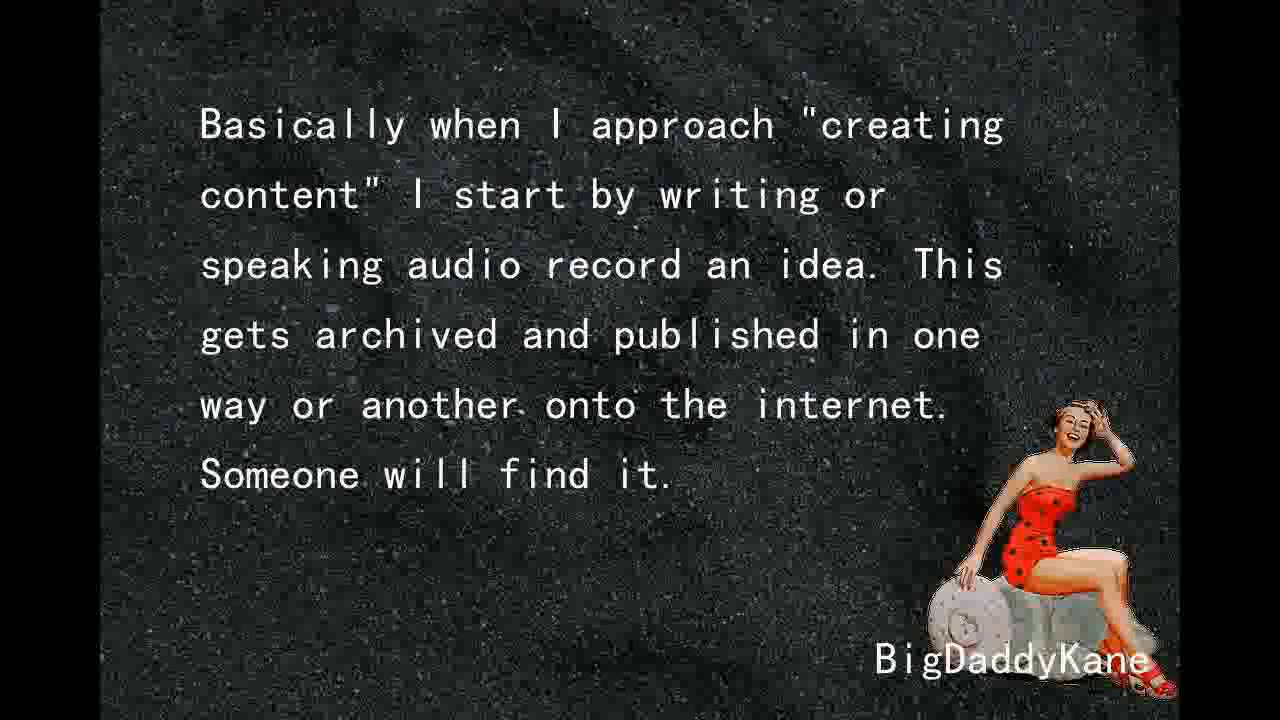 Basically when I approach "creating
content" I start by writing or
speaking audio record an idea. This
gets archived and published in one
way or another onto the internet.
Someone will find it.
BigDaddyKane